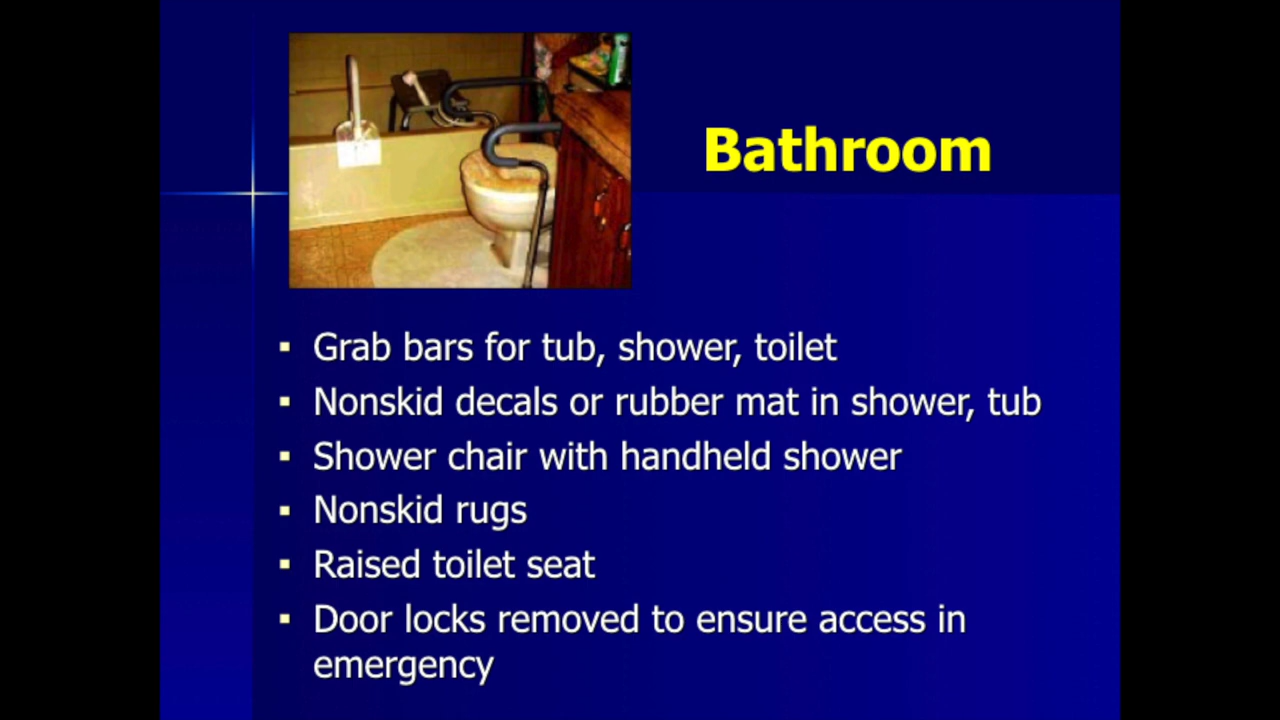 Bathroom
▪ Grab bars for tub, shower, toilet
▪ Nonskid decals or rubber mat in shower, tub
▪ Shower chair with handheld shower
▪ Nonskid rugs
▪ Raised toilet seat
▪ Door locks removed to ensure access in
emergency